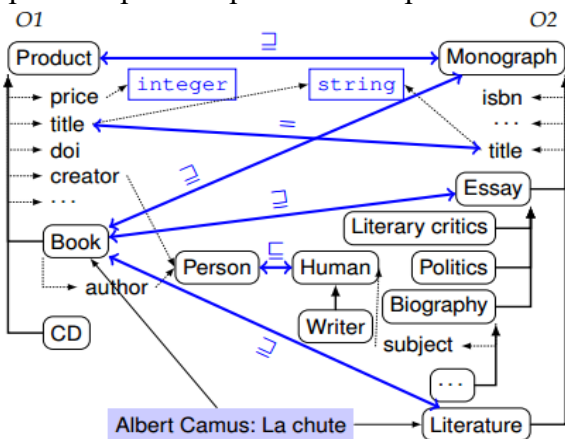 O1 O2
Product ⊒ Monograph
price integer string isbn
title = ...
doi title
creator ⊒
... ⊒ Essay
Literary critics
Book ⊑ Politics
author Person Human
Biography
CD Writer
⊒ subject
...
Albert Camus: La chute Literature